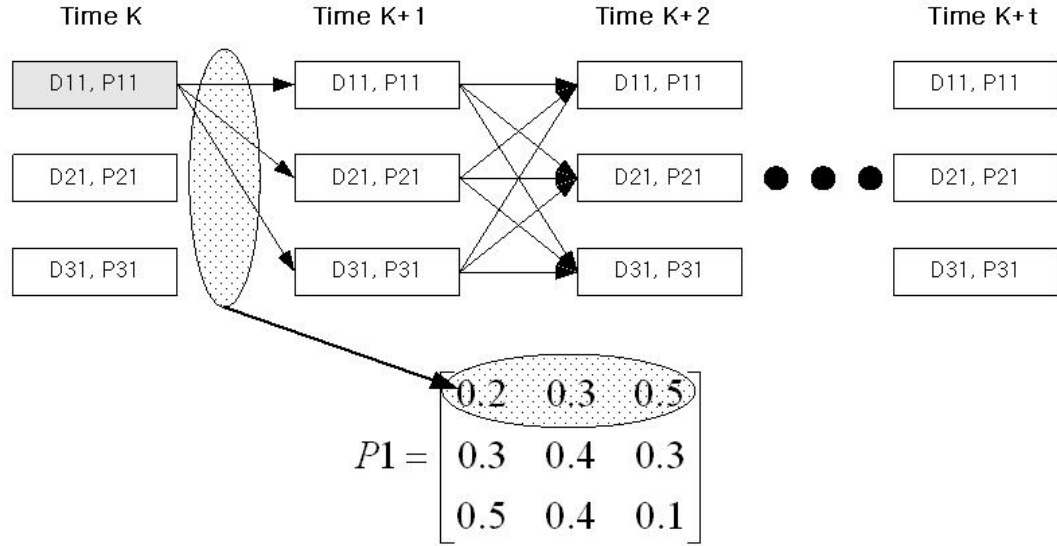 Time K Time K+1 Time K+2 Time K+t
D11, P11 D11, P11 D11, P11 D11, P11
D21, P21 D21, P21 D21, P21 D21, P21
D31, P31 D31, P31 D31, P31 D31, P31
0.2 0.3 0.5
P1 = 0.3 0.4 0.3
0.5 0.4 0.1